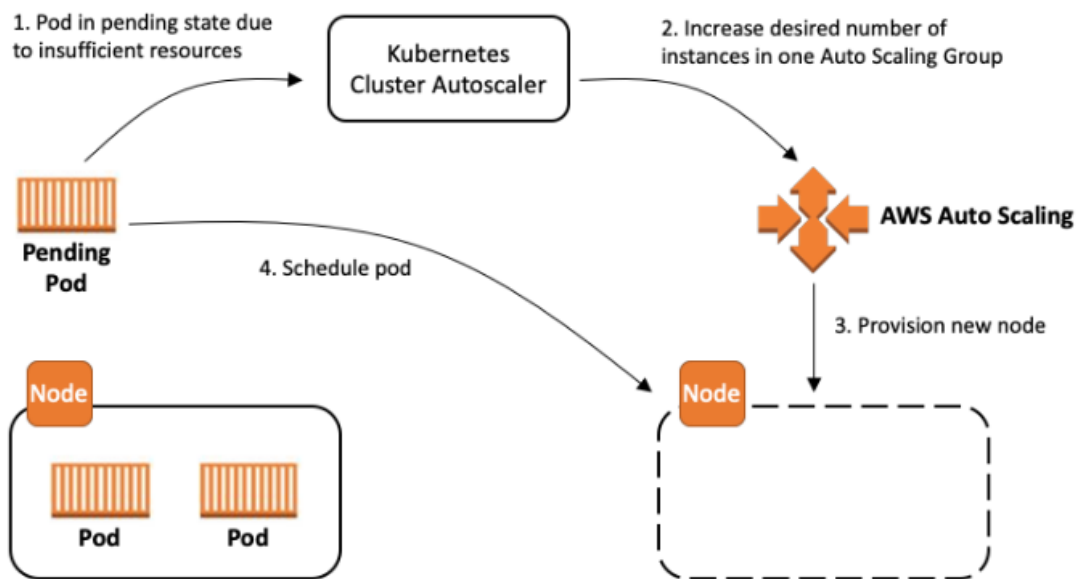 1. Pod in pending state due
to insufficient resources
Kubernetes
Cluster Autoscaler
2. Increase desired number of
instances in one Auto Scaling Group
Pending
Pod
AWS Auto Scaling
4. Schedule pod
3. Provision new node
Node
Node
Pod
Pod